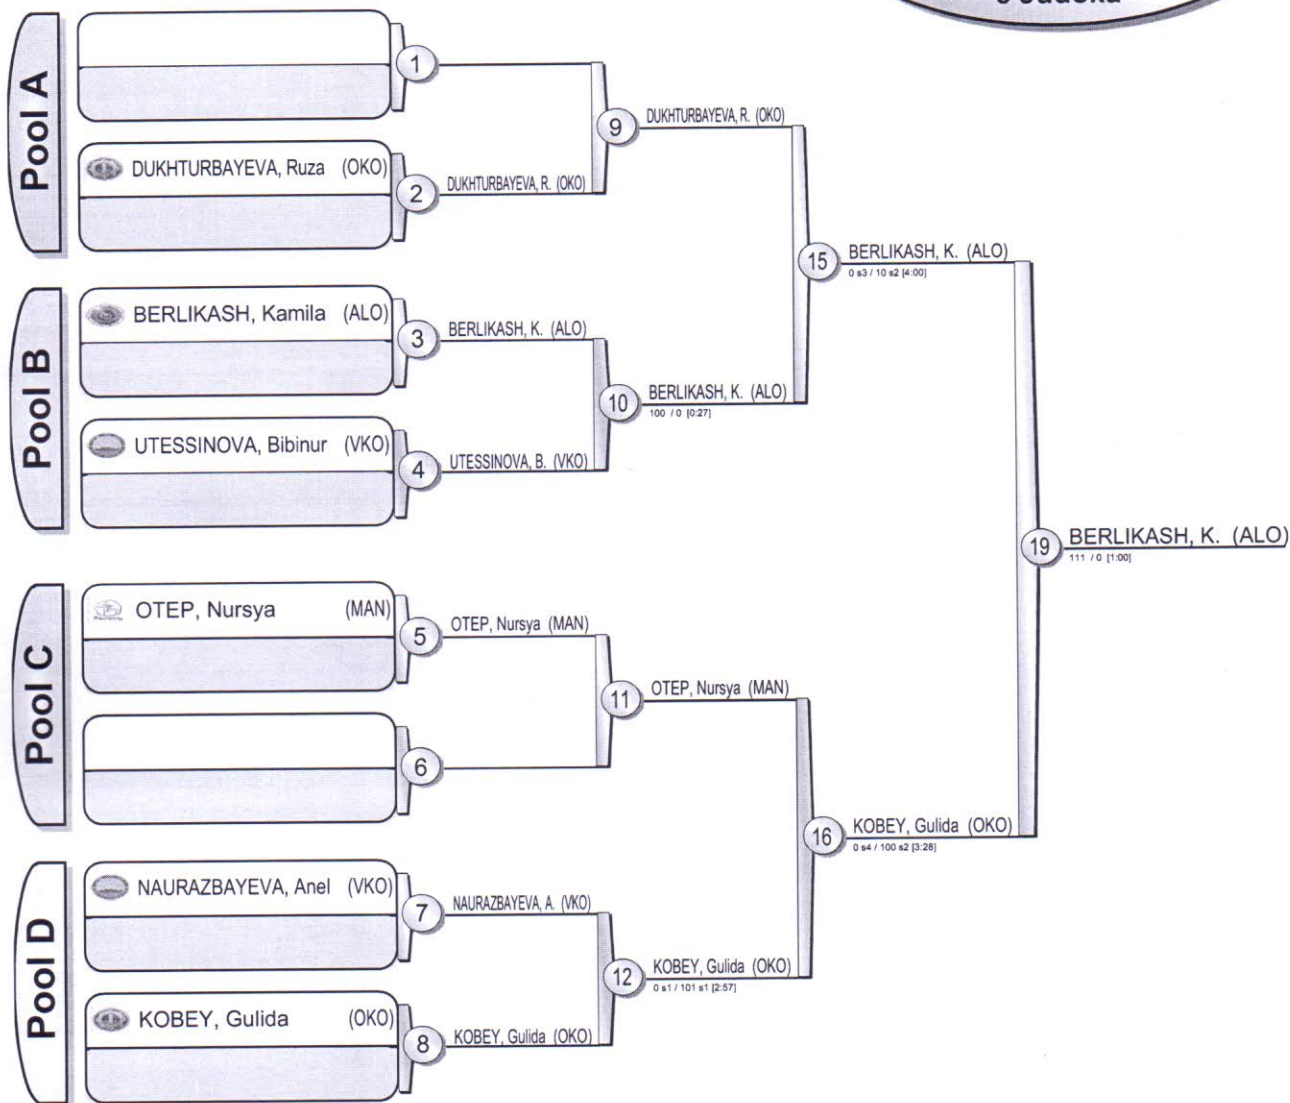 Judoka
Pool A
1
9
DUKHTURBAYEVA, R. (OKO)
DUKHTURBAYEVA, Ruza (OKO)
2
DUKHTURBAYEVA, R. (OKO)
15
BERLIKASH, K. (ALO)
0 s3 / 10 s2 [4:00]
Pool B
BERLIKASH, Kamila (ALO)
3
BERLIKASH, K. (ALO)
10
BERLIKASH, K. (ALO)
100 / 0 [0:27]
UTESSINOVA, Bibinur (VKO)
4
UTESSINOVA, B. (VKO)
19
BERLIKASH, K. (ALO)
111 / 0 [1:00]
Pool C
OTEP, Nursya (MAN)
5
OTEP, Nursya (MAN)
11
OTEP, Nursya (MAN)
6
16
KOBEY, Gulida (OKO)
0 s4 / 100 s2 [3:28]
Pool D
NAURAZBAYEVA, Anel (VKO)
7
NAURAZBAYEVA, A. (VKO)
12
KOBEY, Gulida (OKO)
0 s1 / 101 s1 [2:57]
KOBEY, Gulida (OKO)
8
KOBEY, Gulida (OKO)